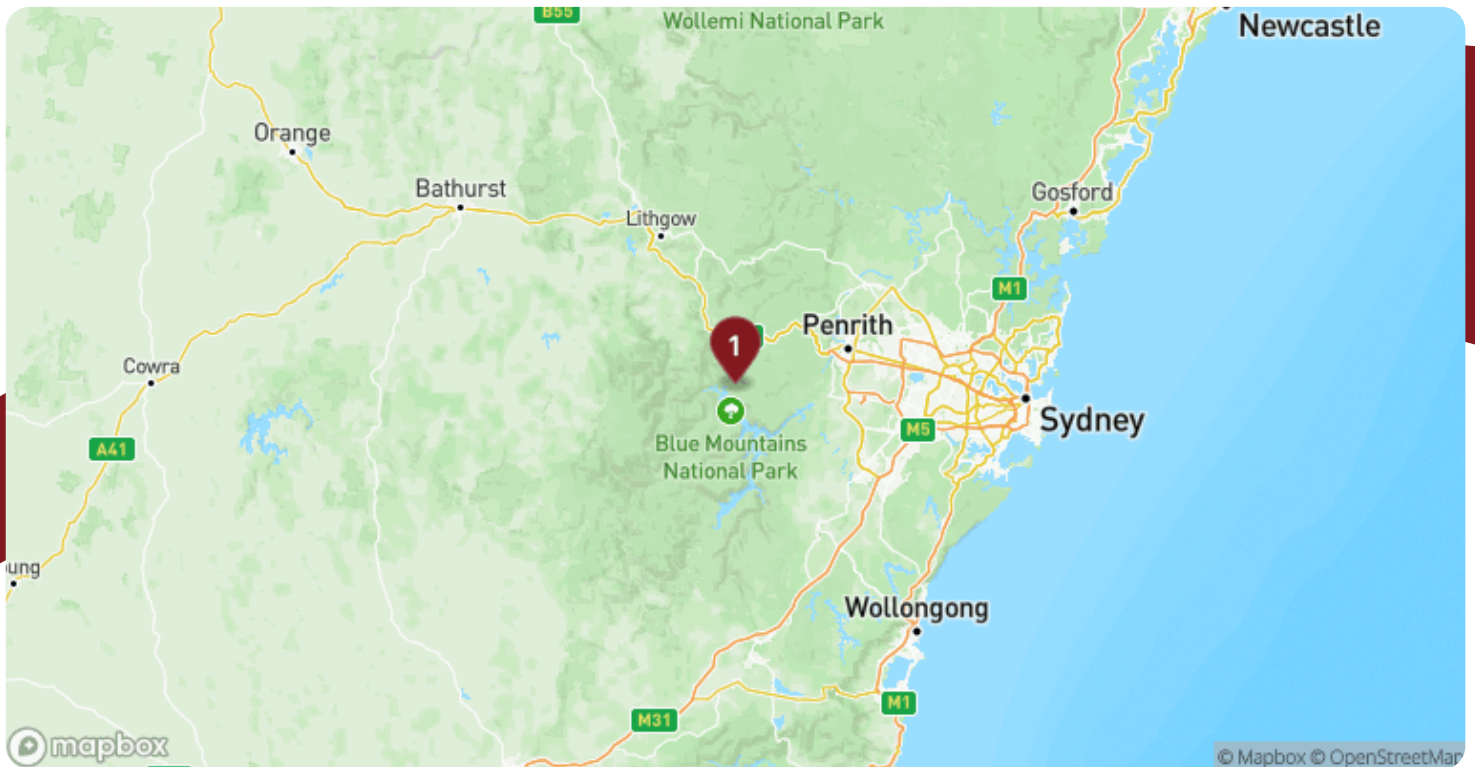 B55
Wollemi National Park
Newcastle
Orange
Bathurst
Gosford
Lithgow
M1
Penrith
1
Cowra
Sydney
M5
A41
Blue Mountains
National Park
ung
Wollongong
M1
M31
mapbox
© Mapbox © OpenStreetMap